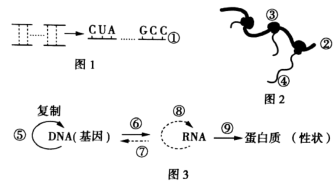 CUA ...... GCC ①
图1
③
②
④
图2
复制
⑤ DNA(基因) ⑥ ⑦ ⑧ RNA ⑨ 蛋白质 (性状)
图3